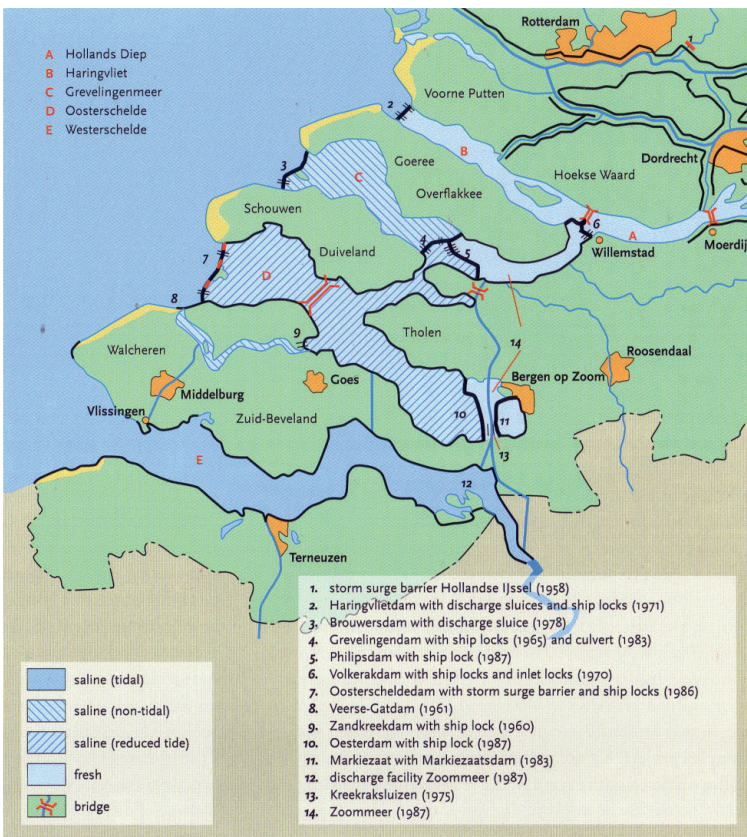 A Hollands Diep
B Haringvliet
C Grevelingenmeer
D Oosterschelde
E Westerschelde
Rotterdam
1
Voorne Putten
2
B
Goeree
Overflakkee
Hoekse Waard
Dordrecht
3
C
Schouwen
6
A
Willemstad
Moerdij
4
5
Duiveland
7
D
8
9
Tholen
14
Walcheren
Roosendaal
Goes
Bergen op Zoom
Middelburg
Vlissingen
Zuid-Beveland
10
11
13
E
12
Terneuzen
1. storm surge barrier Hollandse IJssel (1958)
2. Haringvlietdam with discharge sluices and ship locks (1971)
3. Brouwersdam with discharge sluice (1978)
4. Grevelingendam with ship locks (1965) and culvert (1983)
5. Philipsdam with ship lock (1987)
6. Volkerakdam with ship locks and inlet locks (1970)
7. Oosterscheldedam with storm surge barrier and ship locks (1986)
8. Veerse-Gatdam (1961)
9. Zandkreekdam with ship lock (1960)
10. Oesterdam with ship lock (1987)
11. Markiezaat with Markiezaatsdam (1983)
12. discharge facility Zoommeer (1987)
13. Kreekraksluizen (1975)
14. Zoommeer (1987)
saline (tidal)
saline (non-tidal)
saline (reduced tide)
fresh
bridge